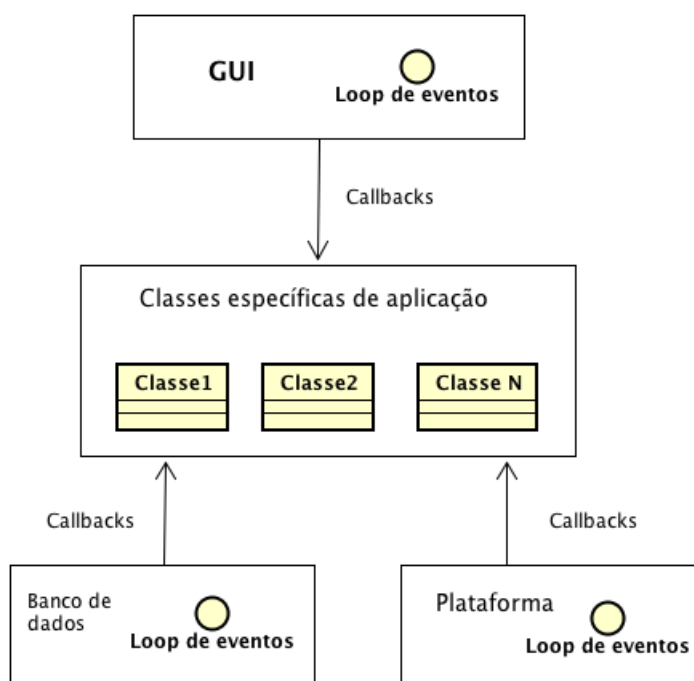 GUI
Loop de eventos
Callbacks
Classes específicas de aplicação
Classe1
Classe2
Classe N
Callbacks
Callbacks
Banco de
dados
Loop de eventos
Plataforma
Loop de eventos